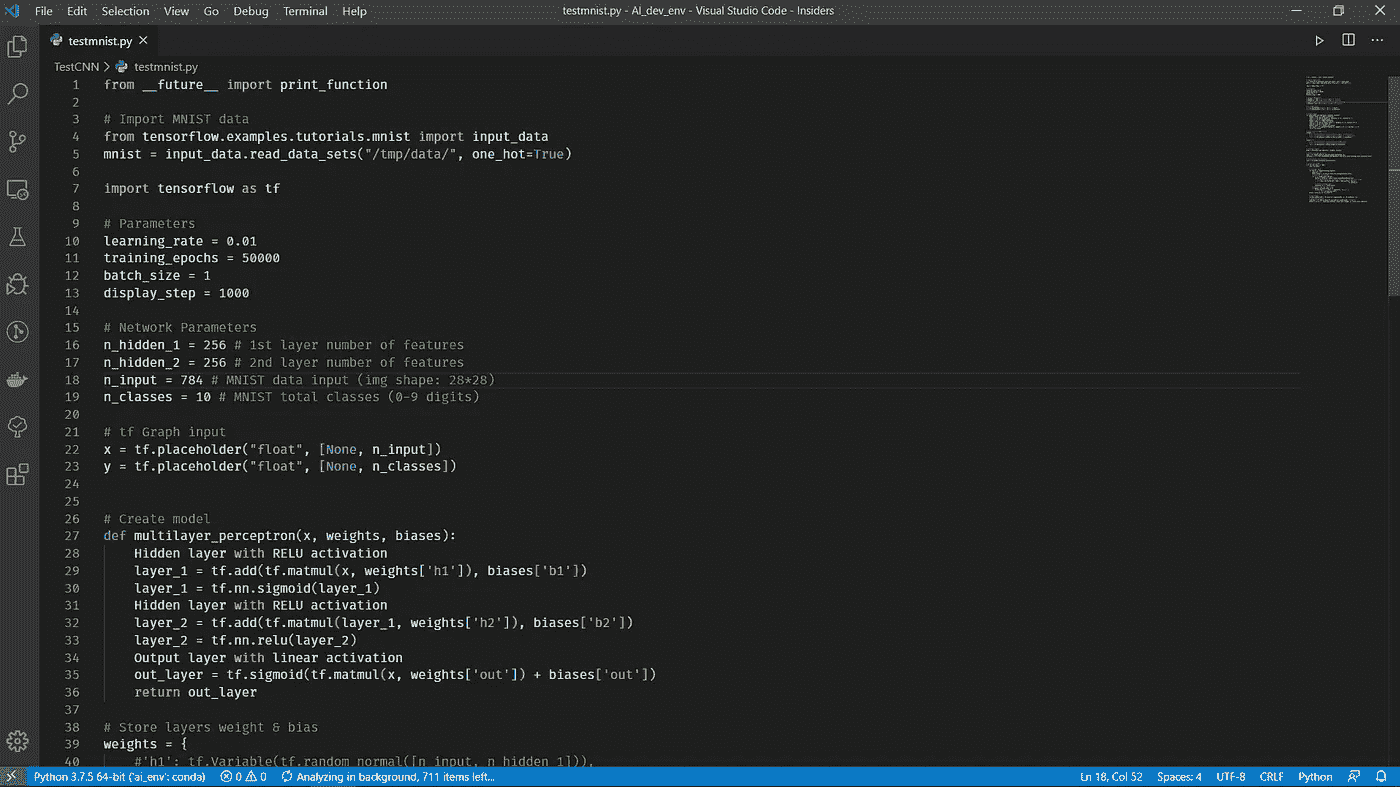 File Edit Selection View Go Debug Terminal Help testmnist.py - AI_dev_env - Visual Studio Code - Insiders
testmnist.py
TestCNN > testmnist.py
1 from __future__ import print_function
2
3 # Import MNIST data
4 from tensorflow.examples.tutorials.mnist import input_data
5 mnist = input_data.read_data_sets("/tmp/data/", one_hot=True)
6
7 import tensorflow as tf
8
9 # Parameters
10 learning_rate = 0.01
11 training_epochs = 50000
12 batch_size = 1
13 display_step = 1000
14
15 # Network Parameters
16 n_hidden_1 = 256 # 1st layer number of features
17 n_hidden_2 = 256 # 2nd layer number of features
18 n_input = 784 # MNIST data input (img shape: 28*28)
19 n_classes = 10 # MNIST total classes (0-9 digits)
20
21 # tf Graph input
22 x = tf.placeholder("float", [None, n_input])
23 y = tf.placeholder("float", [None, n_classes])
24
25
26 # Create model
27 def multilayer_perceptron(x, weights, biases):
28 Hidden layer with RELU activation
29 layer_1 = tf.add(tf.matmul(x, weights['h1']), biases['b1'])
30 layer_1 = tf.nn.sigmoid(layer_1)
31 Hidden layer with RELU activation
32 layer_2 = tf.add(tf.matmul(layer_1, weights['h2']), biases['b2'])
33 layer_2 = tf.nn.relu(layer_2)
34 Output layer with linear activation
35 out_layer = tf.sigmoid(tf.matmul(x, weights['out']) + biases['out'])
36 return out_layer
37
38 # Store layers weight & bias
39 weights = {
40 #'h1': tf.Variable(tf.random_normal([n_input, n_hidden_1])),
Python 3.7.5 64-bit ('ai_env': conda) 0 0 Analyzing in background, 711 items left... Ln 18, Col 52 Spaces: 4 UTF-8 CRLF Python